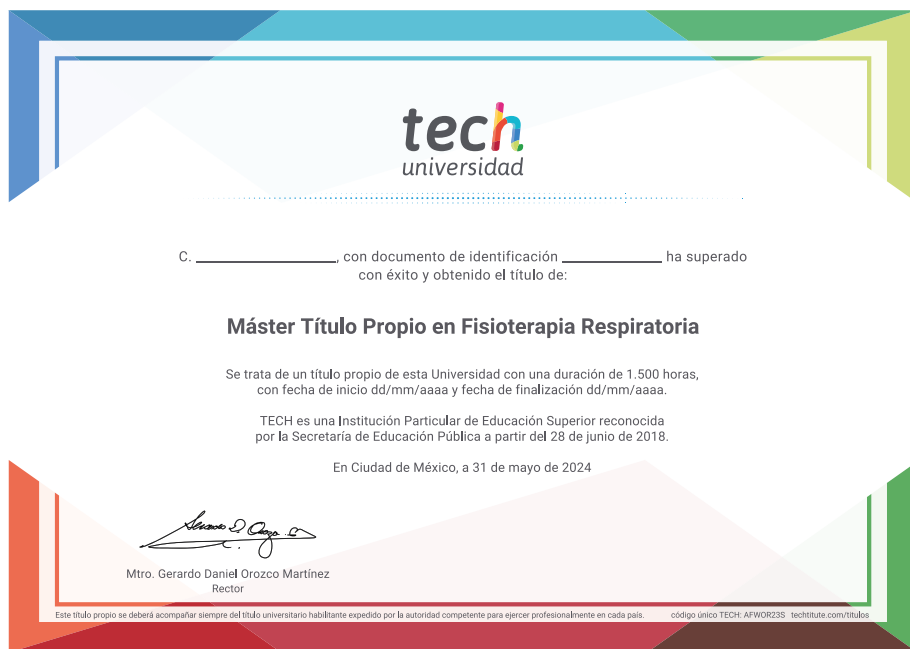 tech
universidad
C. ____________________, con documento de identificación ______________ ha superado
con éxito y obtenido el título de:
Máster Título Propio en Fisioterapia Respiratoria
Se trata de un título propio de esta Universidad con una duración de 1.500 horas,
con fecha de inicio dd/mm/aaaa y fecha de finalización dd/mm/aaaa.
TECH es una Institución Particular de Educación Superior reconocida
por la Secretaría de Educación Pública a partir del 28 de junio de 2018.
En Ciudad de México, a 31 de mayo de 2024
Mtro. Gerardo Daniel Orozco Martínez
Rector
Este título propio se deberá acompañar siempre del título universitario habilitante expedido por la autoridad competente para ejercer profesionalmente en cada país. código único TECH: AFWOR23S techtitute.com/titulos